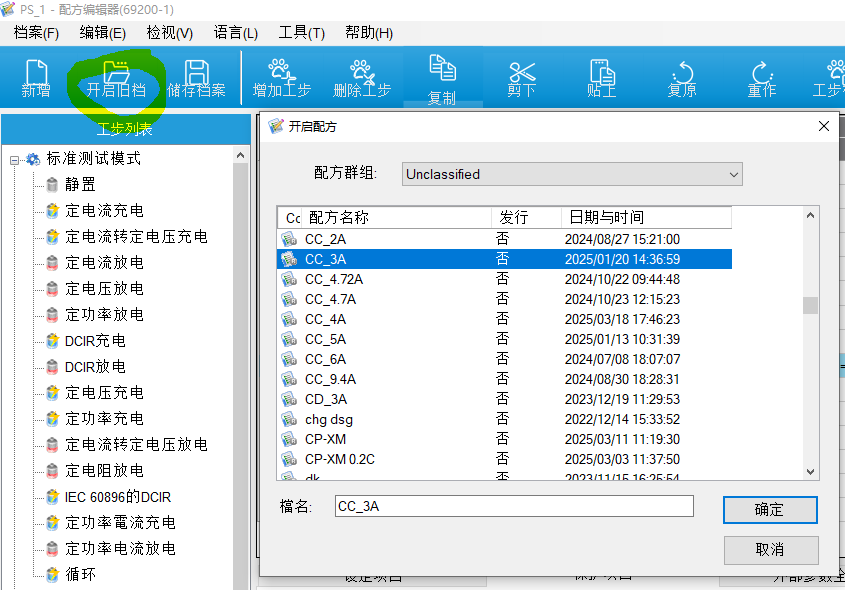 PS_1 - 配方编辑器(69200-1)
档案(F) 编辑(E) 检视(V) 语言(L) 工具(T) 帮助(H)
新增 开启旧档 储存档案 增加工步 删除工步 复制 剪下 贴上 复原 重作 工步
工步列表
标准测试模式
静置
定电流充电
定电流转定电压充电
定电流放电
定电压放电
定功率放电
DCIR充电
DCIR放电
定电压充电
定功率充电
定电流转定电压放电
定电阻放电
IEC 60896的DCIR
定功率電流充电
定功率电流放电
循环
开启配方
配方群组: Unclassified
Cc 配方名称 发行 日期与时间
CC_2A 否 2024/08/27 15:21:00
CC_3A 否 2025/01/20 14:36:59
CC_4.72A 否 2024/10/22 09:44:48
CC_4.7A 否 2024/10/23 12:15:23
CC_4A 否 2025/03/18 17:46:23
CC_5A 否 2025/01/13 10:31:39
CC_6A 否 2024/07/08 18:07:07
CC_9.4A 否 2024/08/30 18:28:31
CD_3A 否 2023/12/19 11:29:53
chg dsg 否 2022/12/14 15:33:52
CP-XM 否 2025/03/11 11:19:30
CP-XM 0.2C 否 2025/03/03 11:37:50
dk 否 2023/11/15 16:25:54
檔名: CC_3A
确定
取消
设定项目 保护项目 外部参数全